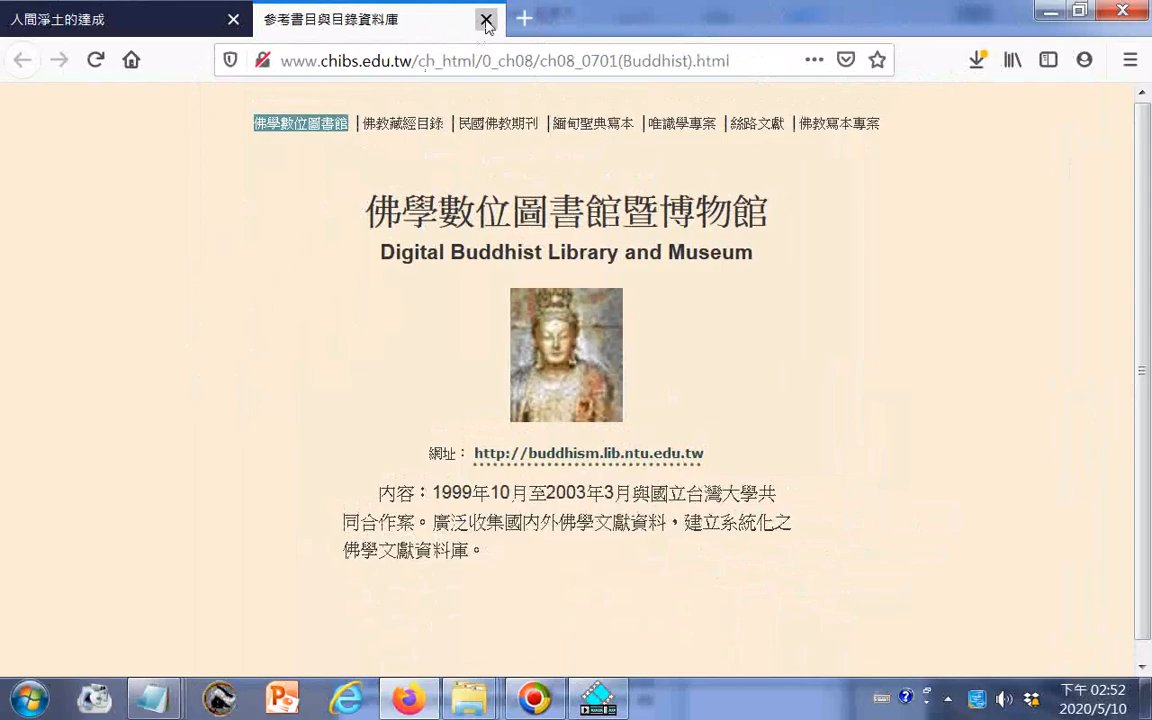 人間淨土的達成
參考書目與目錄資料庫
www.chibs.edu.tw/ch_html/0_ch08/ch08_0701(Buddhist).html
佛學數位圖書館 |佛教藏經目錄 |民國佛教期刊 |緬甸聖典寫本 |唯識學專案 |絲路文獻 |佛教寫本專案
佛學數位圖書館暨博物館
Digital Buddhist Library and Museum
網址： http://buddhism.lib.ntu.edu.tw
內容：1999年10月至2003年3月與國立台灣大學共
同合作案。廣泛收集國內外佛學文獻資料，建立系統化之
佛學文獻資料庫。
下午 02:52
2020/5/10